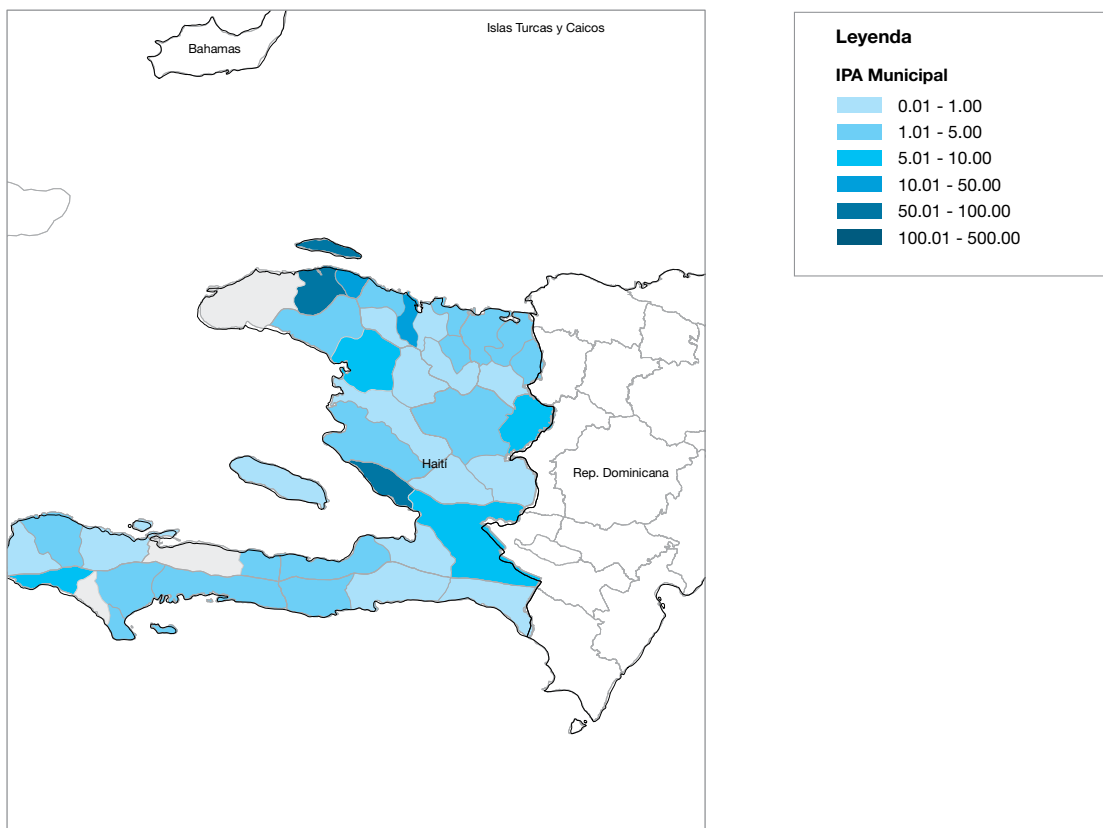 Islas Turcas y Caicos
Bahamas
Haití
Rep. Dominicana
Leyenda
IPA Municipal
0.01 - 1.00
1.01 - 5.00
5.01 - 10.00
10.01 - 50.00
50.01 - 100.00
100.01 - 500.00